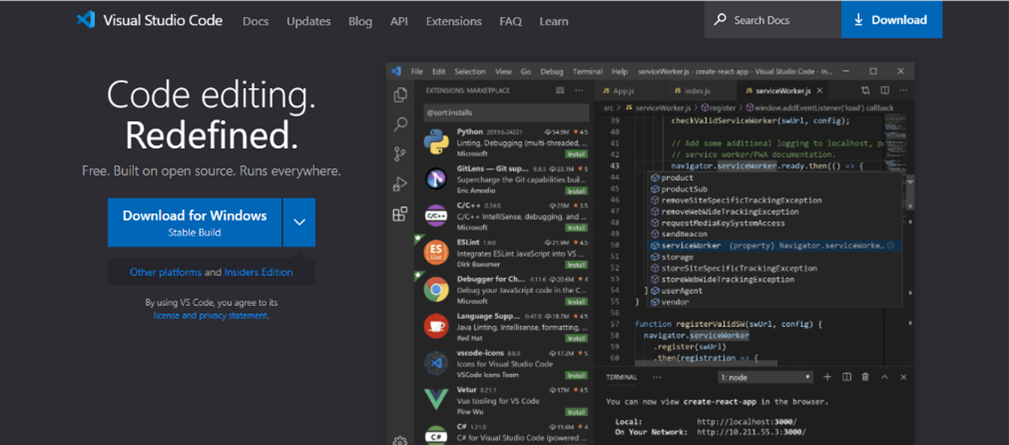 Visual Studio Code Docs Updates Blog API Extensions FAQ Learn Search Docs Download
Code editing.
Redefined.
Free. Built on open source. Runs everywhere.
Download for Windows
Stable Build
Other platforms and Insiders Edition
By using VS Code, you agree to its
license and privacy statement.
File Edit Selection View Go Debug Terminal Help serviceWorker.js - create-react-app - Visual Studio Code - In...
EXTENSIONS: MARKETPLACE
@sort:installs
Python 2019.6.24221 54.9M 4.5
Linting, Debugging (multi-threaded, ...
Microsoft Install
GitLens — Git sup... 9.8.5 23.1M 5
Supercharge the Git capabilities buil...
Eric Amodio Install
C/C++ 0.24.0 23M 3.5
C/C++ IntelliSense, debugging, and ...
Microsoft Install
ESLint 1.9.0 21.9M 4.5
Integrates ESLint JavaScript into VS ...
Dirk Baeumer Install
Debugger for Ch... 4.11.6 20.6M 4
Debug your JavaScript code in the C...
Microsoft Install
Language Supp... 0.47.0 18.7M 4.5
Java Linting, Intellisense, formatting, ...
Red Hat Install
vscode-icons 8.8.0 17.2M 5
Icons for Visual Studio Code
VSCode Icons Team Install
Vetur 0.21.1 17M 4.5
Vue tooling for VS Code
Pine Wu Install
C# 1.21.0 15.6M 4
C# for Visual Studio Code (powered ...
JS App.js JS index.js JS serviceWorker.js
src > JS serviceWorker.js > register > window.addEventListener('load') callback
39 checkValidServiceWorker(swUrl, config);
40
41 // Add some additional logging to localhost, p
42 // service worker/PWA documentation.
43 navigator.serviceWorker.ready.then(() => {
44 product
45 productSub
46 removeSiteSpecificTrackingException
47 removeWebWideTrackingException
48 requestMediaKeySystemAccess
49 sendBeacon
50 serviceWorker (property) Navigator.serviceWorke...
51 storage
52 storeSiteSpecificTrackingException
53 storeWebWideTrackingException
54 } userAgent
55 } vendor
56
57 function registerValidSW(swUrl, config) {
58 navigator.serviceWorker
59 .register(swUrl)
60 .then(registration => {
TERMINAL ... 1: node
You can now view create-react-app in the browser.
Local: http://localhost:3000/
On Your Network: http://10.211.55.3:3000/